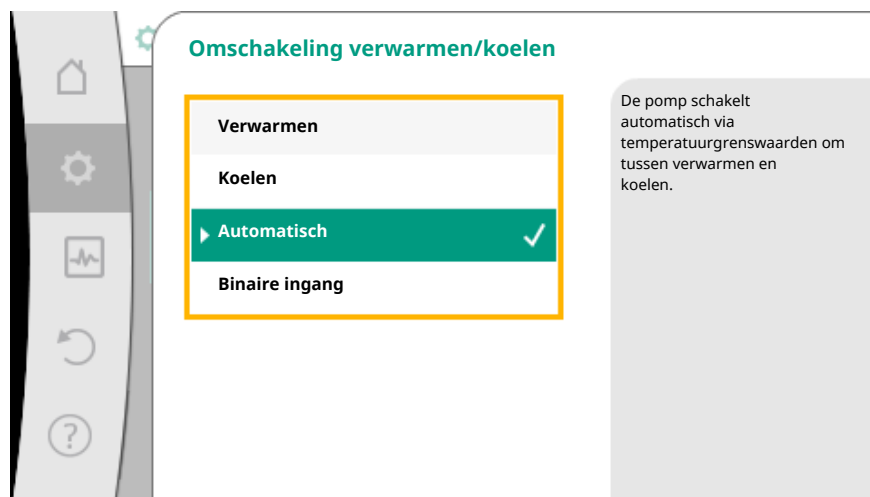 Omschakeling verwarmen/koelen
Verwarmen
Koelen
Automatisch
Binaire ingang
De pomp schakelt
automatisch via
temperatuurgrenswaarden om
tussen verwarmen en
koelen.
?